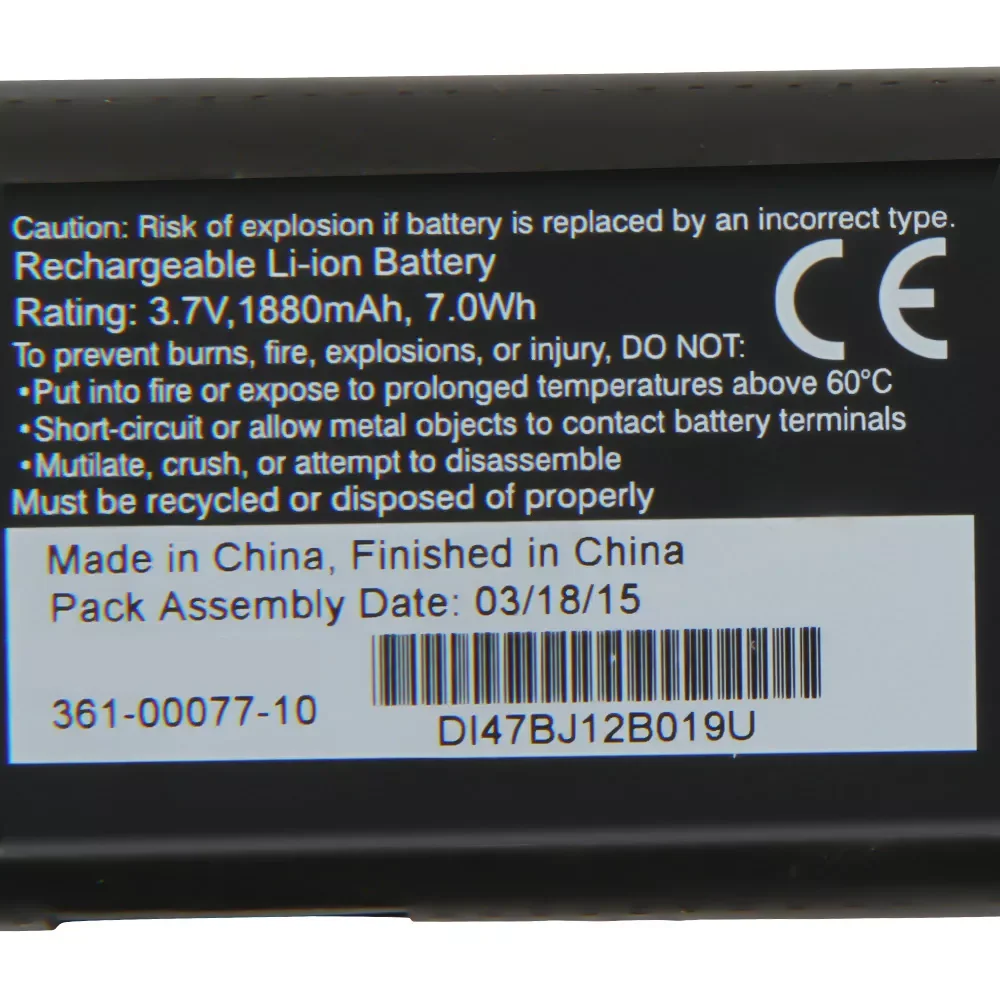 Caution: Risk of explosion if battery is replaced by an incorrect type.
Rechargeable Li-ion Battery
Rating: 3.7V,1880mAh, 7.0Wh
CE
To prevent burns, fire, explosions, or injury, DO NOT:
•Put into fire or expose to prolonged temperatures above 60°C
•Short-circuit or allow metal objects to contact battery terminals
•Mutilate, crush, or attempt to disassemble
Must be recycled or disposed of properly
Made in China, Finished in China
Pack Assembly Date: 03/18/15
361-00077-10
DI47BJ12B019U